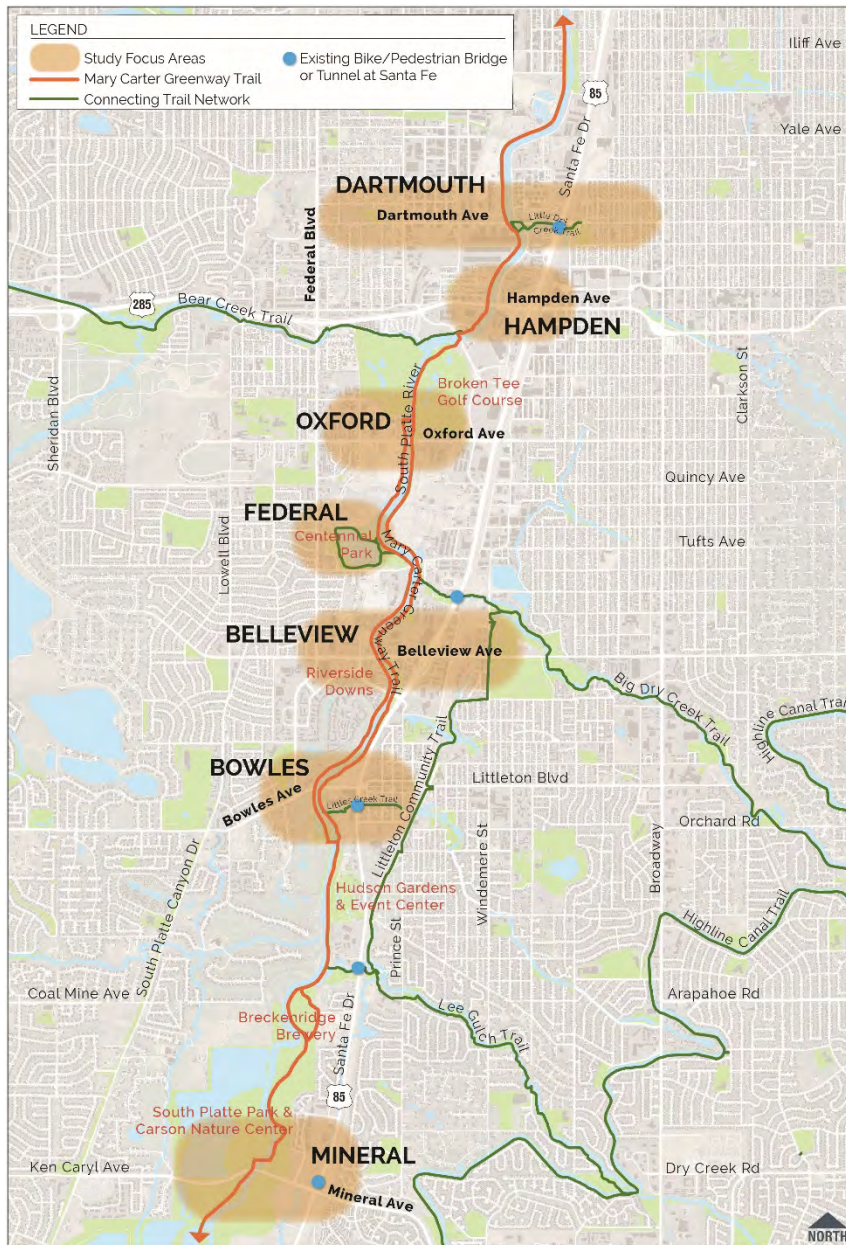 LEGEND
Study Focus Areas
Mary Carter Greenway Trail
Connecting Trail Network
Existing Bike/Pedestrian Bridge
or Tunnel at Santa Fe
Iliff Ave
85
Santa Fe Dr
Yale Ave
DARTMOUTH
Dartmouth Ave
Little Dry
Creek Trail
Federal Blvd
Hampden Ave
HAMPDEN
285
Bear Creek Trail
Clarkson St
Sheridan Blvd
South Platte River
Broken Tee
Golf Course
OXFORD
Oxford Ave
Quincy Ave
FEDERAL
Centennial
Park
Lowell Blvd
Tufts Ave
Mary Carter Greenway Trail
BELLEVIEW
Belleview Ave
Riverside
Downs
Big Dry Creek Trail
Highline Canal Trail
BOWLES
Bowles Ave
Littles Creek Trail
Littleton Community Trail
Littleton Blvd
Windemere St
Broadway
Orchard Rd
South Platte Canyon Dr
Hudson Gardens
& Event Center
Prince St
Highline Canal Trail
Coal Mine Ave
Arapahoe Rd
Breckenridge
Brewery
Santa Fe Dr
Lee Gulch Trail
85
South Platte Park &
Carson Nature Center
Ken Caryl Ave
MINERAL
Mineral Ave
Dry Creek Rd
NORTH